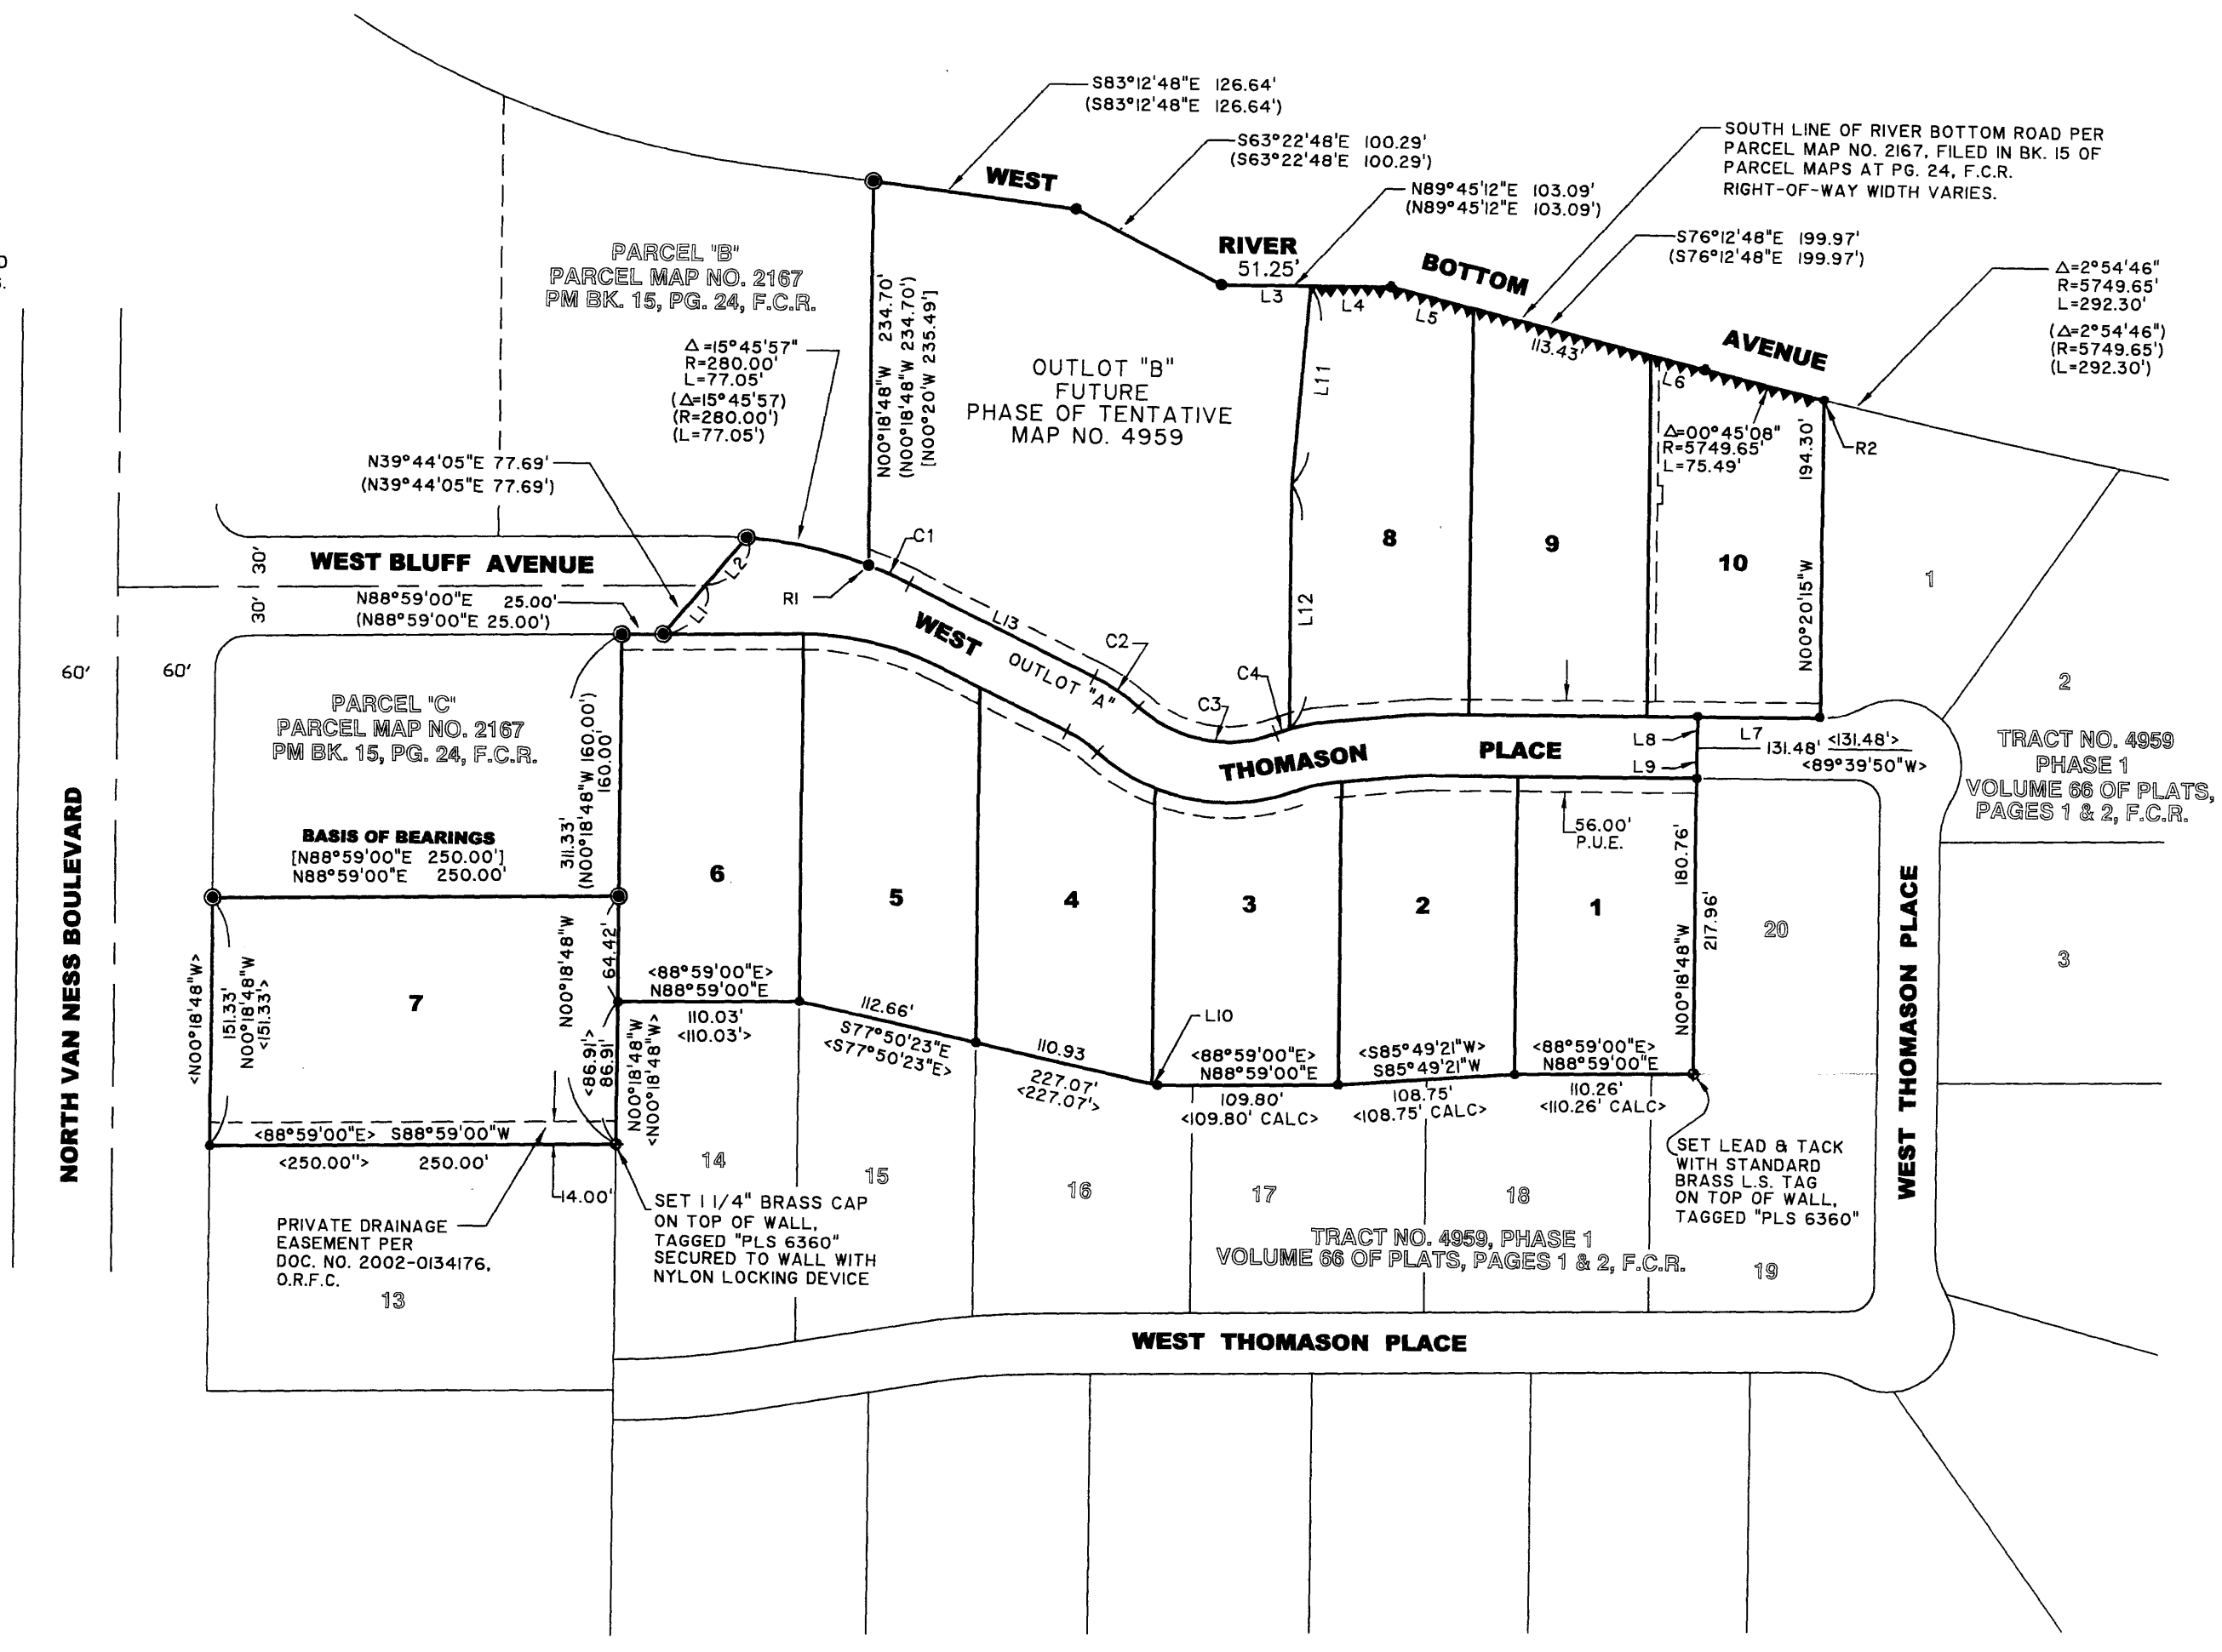 S83°12'48"E 126.64'
(S83°12'48"E 126.64')
S63°22'48'E 100.29'
(S63°22'48'E 100.29')
N89°45'12"E 103.09'
(N89°45'12"E 103.09')
SOUTH LINE OF RIVER BOTTOM ROAD PER
PARCEL MAP NO. 2167, FILED IN BK. 15 OF
PARCEL MAPS AT PG. 24, F.C.R.
RIGHT-OF-WAY WIDTH VARIES.
S76°12'48"E 199.97'
(S76°12'48"E 199.97')
Δ=2°54'46"
R=5749.65'
L=292.30'
(Δ=2°54'46")
(R=5749.65')
(L=292.30')
WEST
RIVER
BOTTOM
AVENUE
51.25'
L3
L4
L5
113.43'
L6
PARCEL "B"
PARCEL MAP NO. 2167
PM BK. 15, PG. 24, F.C.R.
Δ=15°45'57"
R=280.00'
L=77.05'
(Δ=15°45'57)
(R=280.00')
(L=77.05')
N00°18'48"W 234.70'
(N00°18'48"W 234.70')
[N00°20'W 235.49']
OUTLOT "B"
FUTURE
PHASE OF TENTATIVE
MAP NO. 4959
L11
L12
8
9
10
Δ=00°45'08"
R=5749.65'
L=75.49'
194.30'
N00°20'15"W
R2
1
2
N39°44'05"E 77.69'
(N39°44'05"E 77.69')
WEST BLUFF AVENUE
30'
30'
N88°59'00"E 25.00'
(N88°59'00"E 25.00')
L2
L1
R1
C1
L13
C2
C3
C4
WEST
OUTLOT "A"
THOMASON
PLACE
L8
L9
L7
131.48' <131.48'>
<89°39'50"W>
TRACT NO. 4959
PHASE 1
VOLUME 66 OF PLATS,
PAGES 1 & 2, F.C.R.
60'
60'
NORTH VAN NESS BOULEVARD
PARCEL "C"
PARCEL MAP NO. 2167
PM BK. 15, PG. 24, F.C.R.
311.33'
(N00°18'48"W 160.00')
160.00'
BASIS OF BEARINGS
[N88°59'00"E 250.00']
N88°59'00"E 250.00'
6
5
4
3
2
1
56.00'
P.U.E.
N00°18'48"W 180.76'
217.96'
20
3
WEST THOMASON PLACE
<N00°18'48"W>
151.33'
N00°18'48"W
<151.33'>
7
N00°18'48"W
64.42'
<86.91'>
86.91'
N00°18'48"W
<N00°18'48"W>
<88°59'00"E>
N88°59'00"E
110.03'
<110.03'>
112.66'
S77°50'23"E
<S77°50'23"E>
110.93
227.07'
<227.07'>
L10
<88°59'00"E>
N88°59'00"E
109.80'
<109.80' CALC>
<S85°49'21"W>
S85°49'21"W
108.75'
<108.75' CALC>
<88°59'00"E>
N88°59'00"E
110.26'
<110.26' CALC>
<88°59'00"E> S88°59'00"W
<250.00"> 250.00'
14.00'
PRIVATE DRAINAGE
EASEMENT PER
DOC. NO. 2002-0134176,
O.R.F.C.
13
SET 1 1/4" BRASS CAP
ON TOP OF WALL,
TAGGED "PLS 6360"
SECURED TO WALL WITH
NYLON LOCKING DEVICE
14
15
16
17
18
19
SET LEAD & TACK
WITH STANDARD
BRASS L.S. TAG
ON TOP OF WALL,
TAGGED "PLS 6360"
TRACT NO. 4959, PHASE 1
VOLUME 66 OF PLATS, PAGES 1 & 2, F.C.R.
WEST THOMASON PLACE